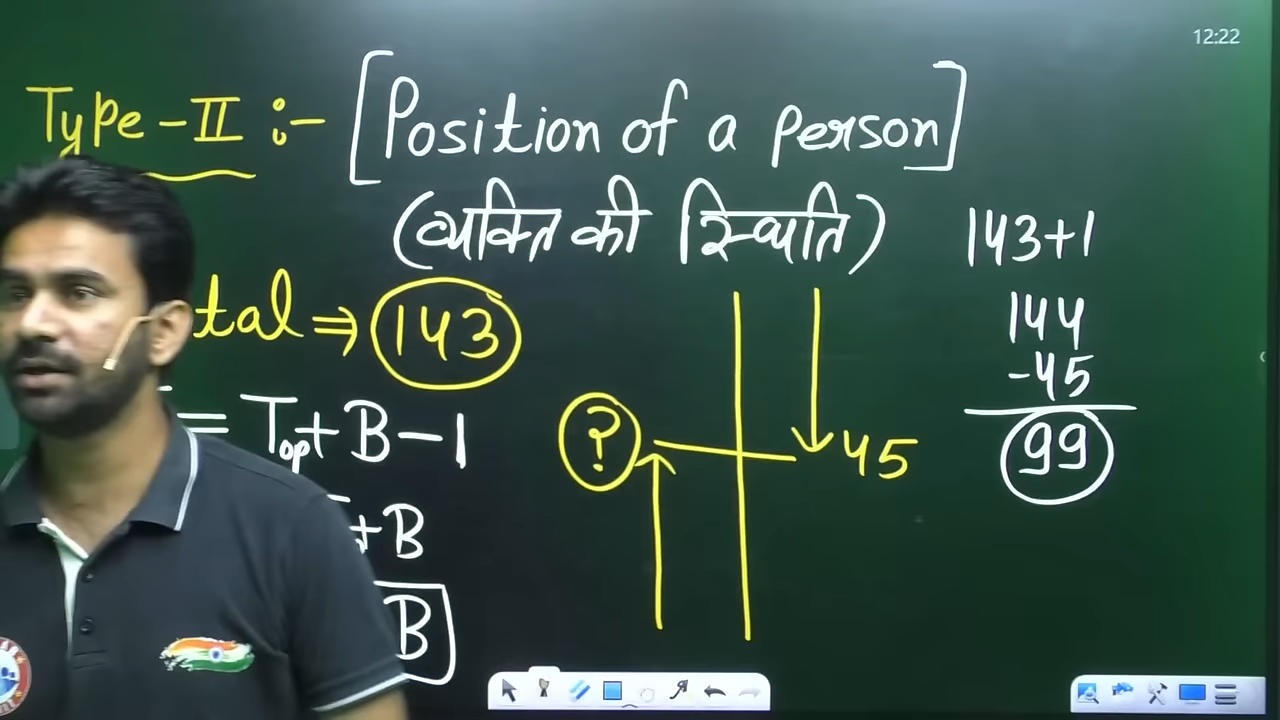 12:22
Type-II :- [Position of a person]
(व्यक्ति की स्थिति)
tal ⇒ 143
= Top + B - 1
+ B
B
?
45
143+1
144
-45
99